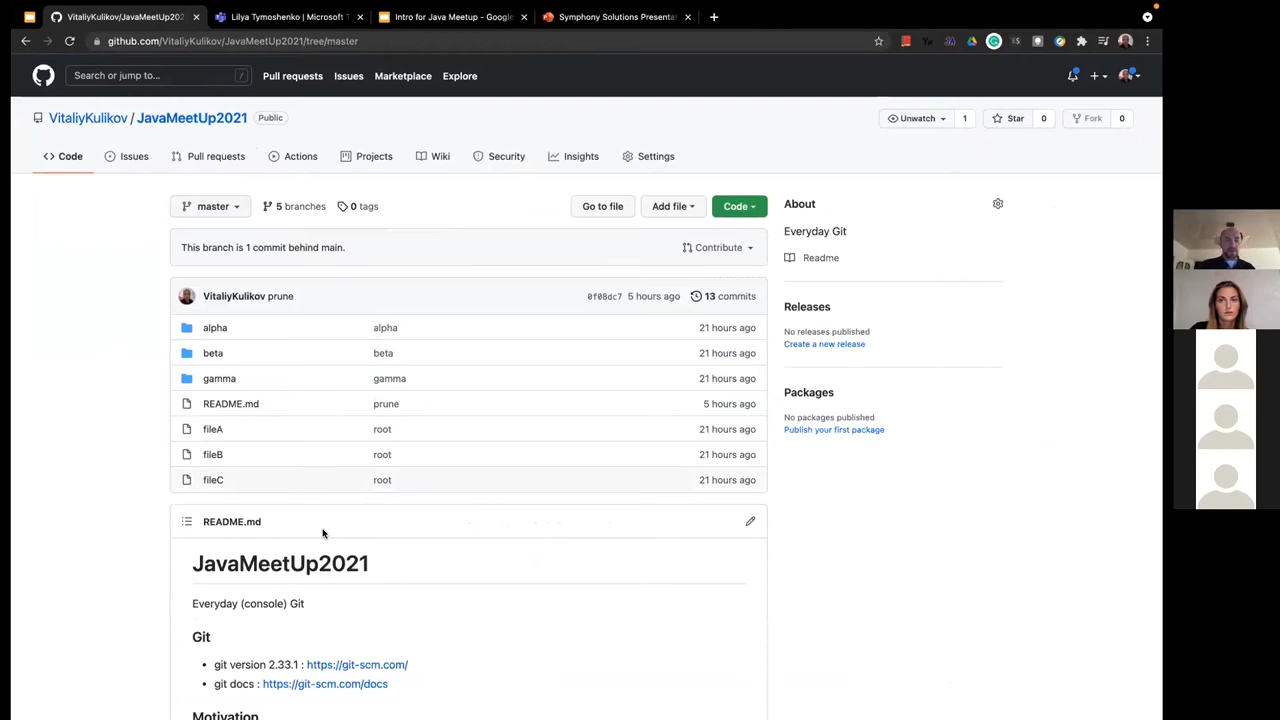 VitaliyKulikov/JavaMeetUp202
Lilya Tymoshenko | Microsoft T
Intro for Java Meetup - Google
Symphony Solutions Presentat
github.com/VitaliyKulikov/JavaMeetUp2021/tree/master
Search or jump to...
/
Pull requests
Issues
Marketplace
Explore
VitaliyKulikov / JavaMeetUp2021
Public
Unwatch
1
Star
0
Fork
0
Code
Issues
Pull requests
Actions
Projects
Wiki
Security
Insights
Settings
master
5 branches
0 tags
Go to file
Add file
Code
About
Everyday Git
Readme
This branch is 1 commit behind main.
Contribute
VitaliyKulikov prune
0f08dc7 5 hours ago
13 commits
alpha alpha 21 hours ago
beta beta 21 hours ago
gamma gamma 21 hours ago
README.md prune 5 hours ago
fileA root 21 hours ago
fileB root 21 hours ago
fileC root 21 hours ago
Releases
No releases published
Create a new release
Packages
No packages published
Publish your first package
README.md
JavaMeetUp2021
Everyday (console) Git
Git
git version 2.33.1 : https://git-scm.com/
git docs : https://git-scm.com/docs
Motivation